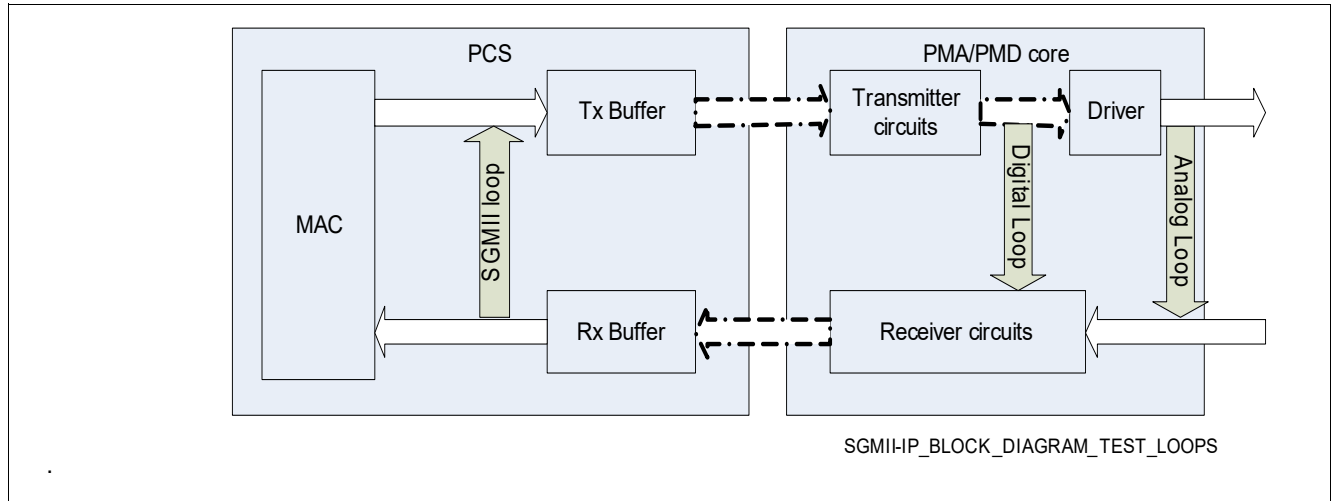 PCS
PMA/PMD core
MAC
Tx Buffer
Transmitter
circuits
Driver
SGMII loop
Digital Loop
Analog Loop
Rx Buffer
Receiver circuits
SGMII-IP_BLOCK_DIAGRAM_TEST_LOOPS
.